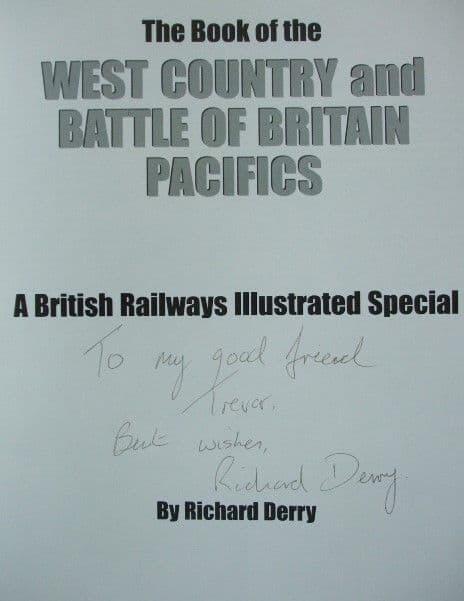 The Book of the
WEST COUNTRY and
BATTLE OF BRITAIN
PACIFICS
A British Railways Illustrated Special
To my good friend
Trevor.
Best wishes,
Richard Derry.
By Richard Derry